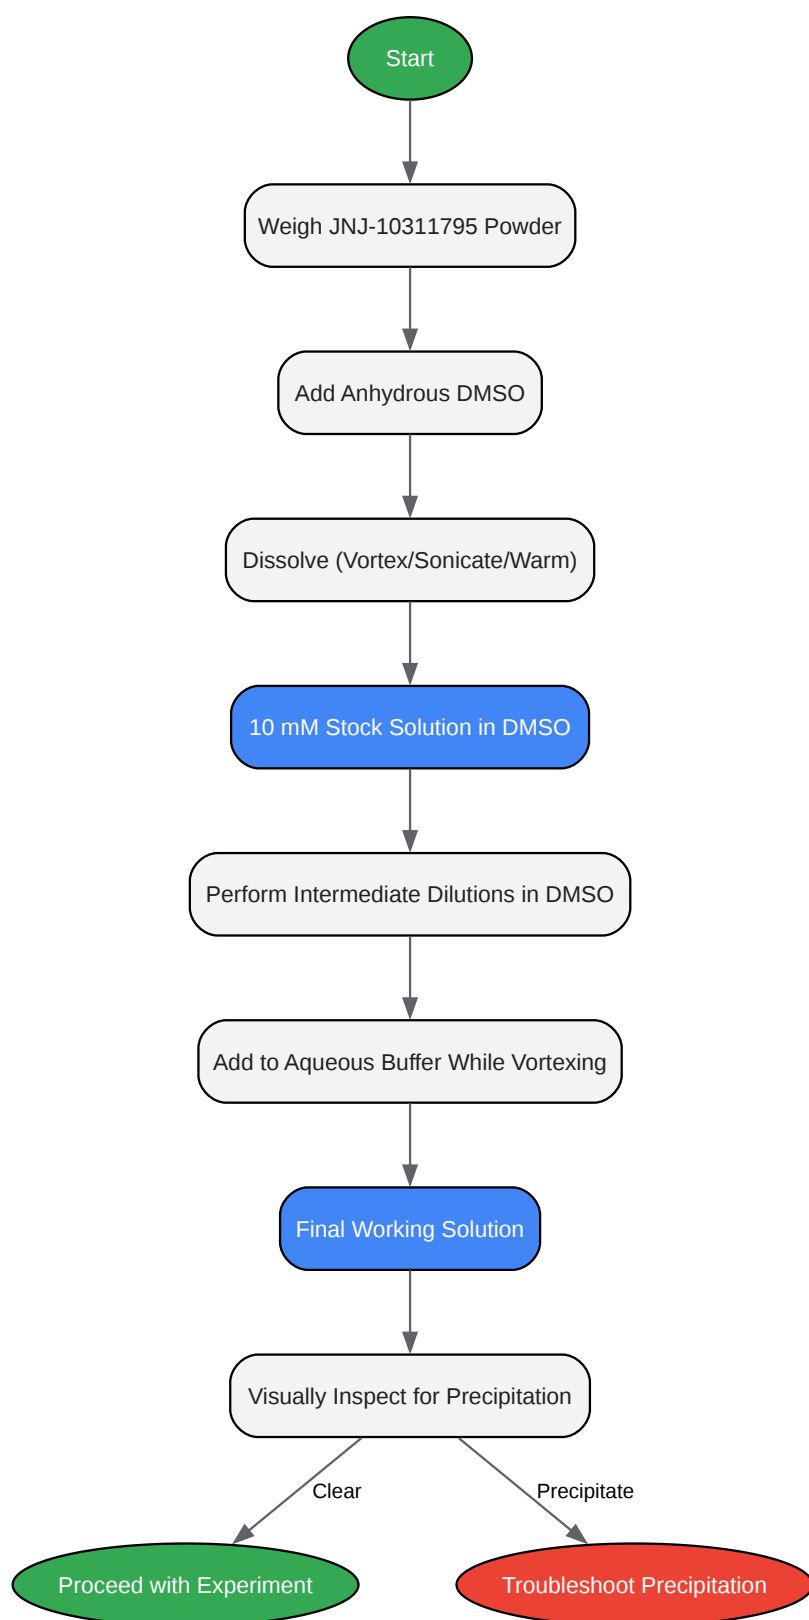 Start
Weigh JNJ-10311795 Powder
Add Anhydrous DMSO
Dissolve (Vortex/Sonicate/Warm)
10 mM Stock Solution in DMSO
Perform Intermediate Dilutions in DMSO
Add to Aqueous Buffer While Vortexing
Final Working Solution
Visually Inspect for Precipitation
Clear
Precipitate
Proceed with Experiment
Troubleshoot Precipitation